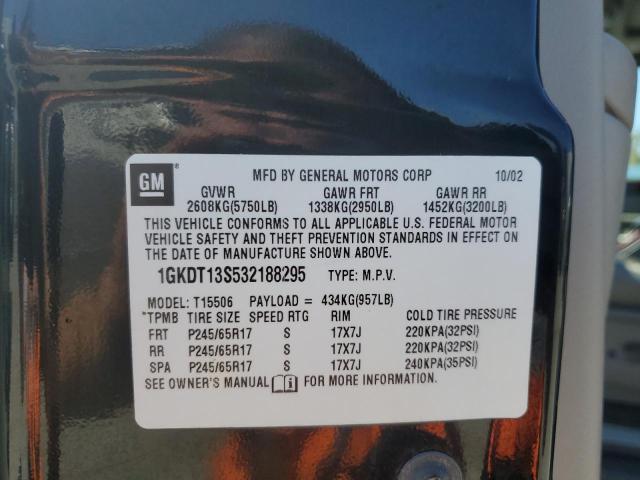 GM ®
MFD BY GENERAL MOTORS CORP 10/02
GVWR GAWR FRT GAWR RR
2608KG(5750LB) 1338KG(2950LB) 1452KG(3200LB)
THIS VEHICLE CONFORMS TO ALL APPLICABLE U.S. FEDERAL MOTOR
VEHICLE SAFETY AND THEFT PREVENTION STANDARDS IN EFFECT ON
THE DATE OF MANUFACTURE SHOWN ABOVE.
1GKDT13S532188295 TYPE: M.P.V.
MODEL: T15506 PAYLOAD = 434KG(957LB)
*TPMB TIRE SIZE SPEED RTG RIM COLD TIRE PRESSURE
FRT P245/65R17 S 17X7J 220KPA(32PSI)
RR P245/65R17 S 17X7J 220KPA(32PSI)
SPA P245/65R17 S 17X7J 240KPA(35PSI)
SEE OWNER'S MANUAL i FOR MORE INFORMATION.